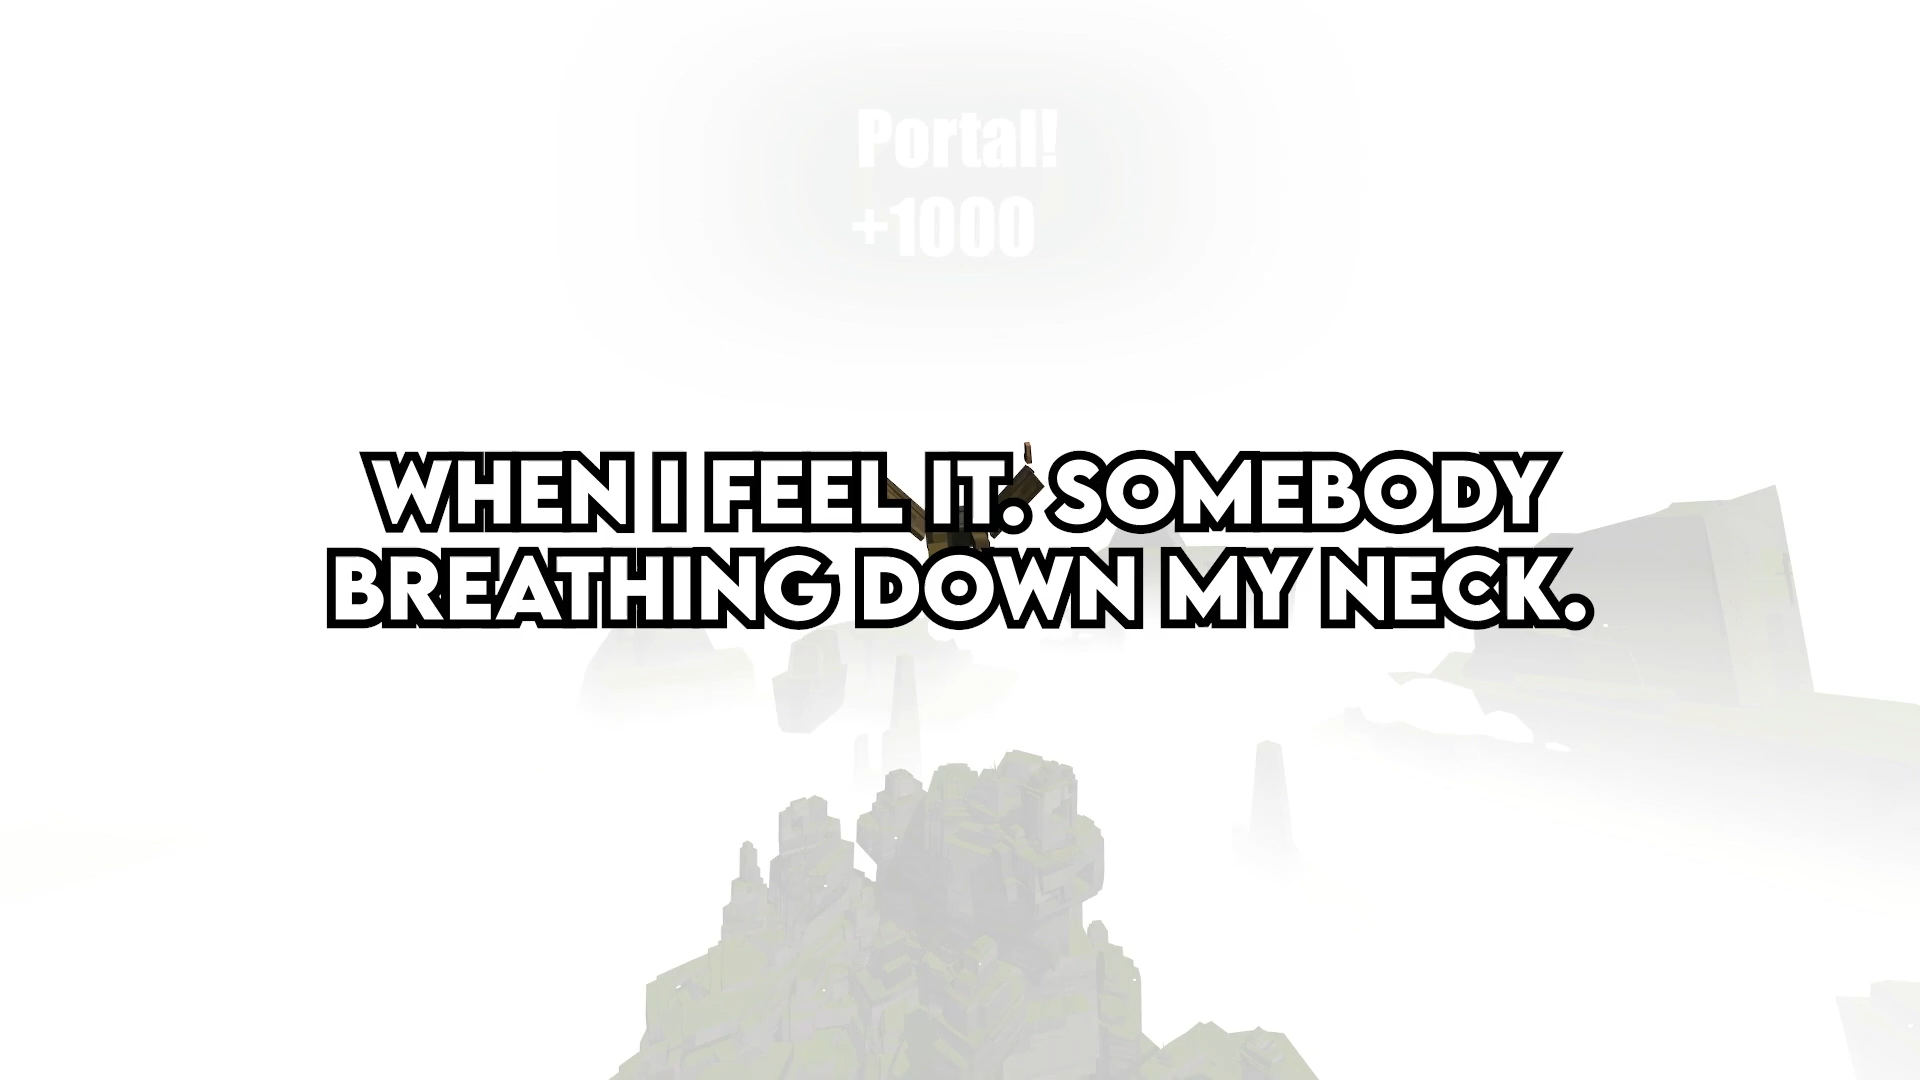 Portal!
+1000
WHEN I FEEL IT. SOMEBODY
BREATHING DOWN MY NECK.